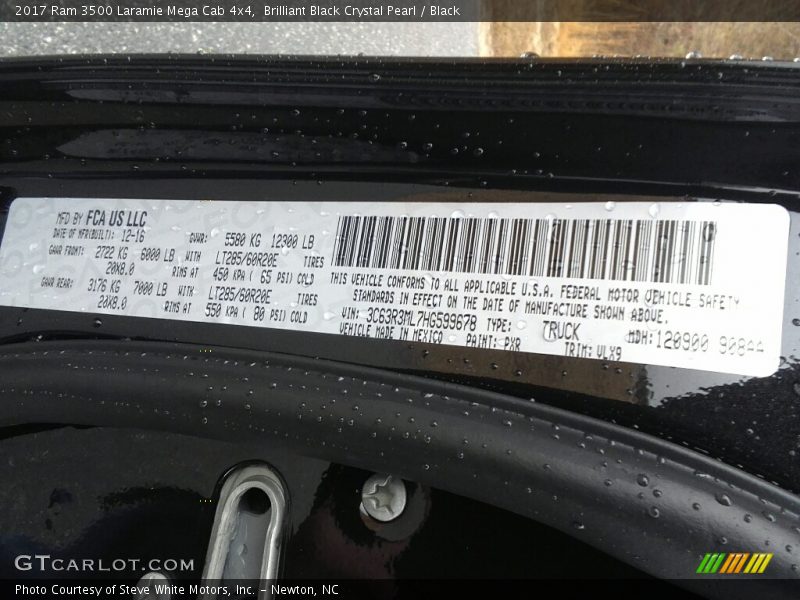 2017 Ram 3500 Laramie Mega Cab 4x4, Brilliant Black Crystal Pearl / Black
MFD BY FCA US LLC
DATE OF MFR(BUILT): 12-16 GVWR: 5580 KG 12300 LB
GAWR FRONT: 2722 KG 6000 LB WITH LT285/60R20E TIRES
20X8.0 RIMS AT 450 KPA ( 65 PSI) COLD
GAWR REAR: 3176 KG 7000 LB WITH LT285/60R20E TIRES
20X8.0 RIMS AT 550 KPA ( 80 PSI) COLD
THIS VEHICLE CONFORMS TO ALL APPLICABLE U.S.A. FEDERAL MOTOR VEHICLE SAFETY
STANDARDS IN EFFECT ON THE DATE OF MANUFACTURE SHOWN ABOVE.
VIN: 3C63R3ML7HG599678 TYPE: TRUCK MDH:120900 90844
VEHICLE MADE IN MEXICO PAINT: PXR TRIM: VLX9
GTCARLOT.COM
Photo Courtesy of Steve White Motors, Inc. - Newton, NC